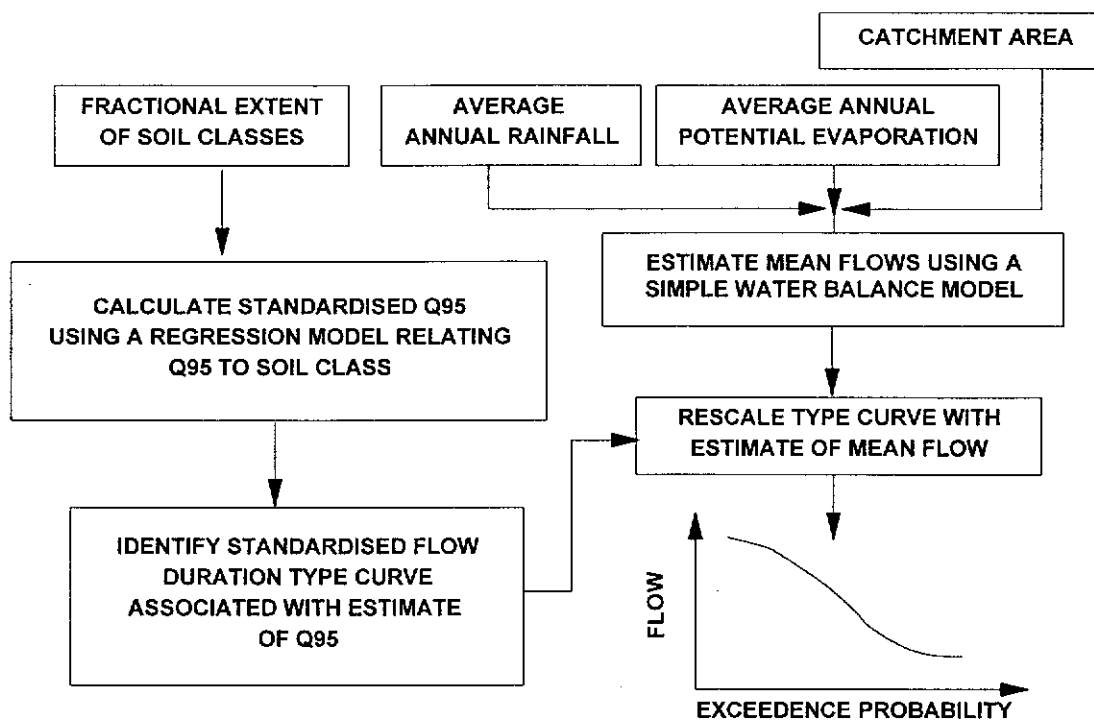 CATCHMENT AREA
FRACTIONAL EXTENT
OF SOIL CLASSES
AVERAGE
ANNUAL RAINFALL
AVERAGE ANNUAL
POTENTIAL EVAPORATION
ESTIMATE MEAN FLOWS USING A
SIMPLE WATER BALANCE MODEL
CALCULATE STANDARDISED Q95
USING A REGRESSION MODEL RELATING
Q95 TO SOIL CLASS
RESCALE TYPE CURVE WITH
ESTIMATE OF MEAN FLOW
IDENTIFY STANDARDISED FLOW
DURATION TYPE CURVE
ASSOCIATED WITH ESTIMATE
OF Q95
FLOW
EXCEEDENCE PROBABILITY